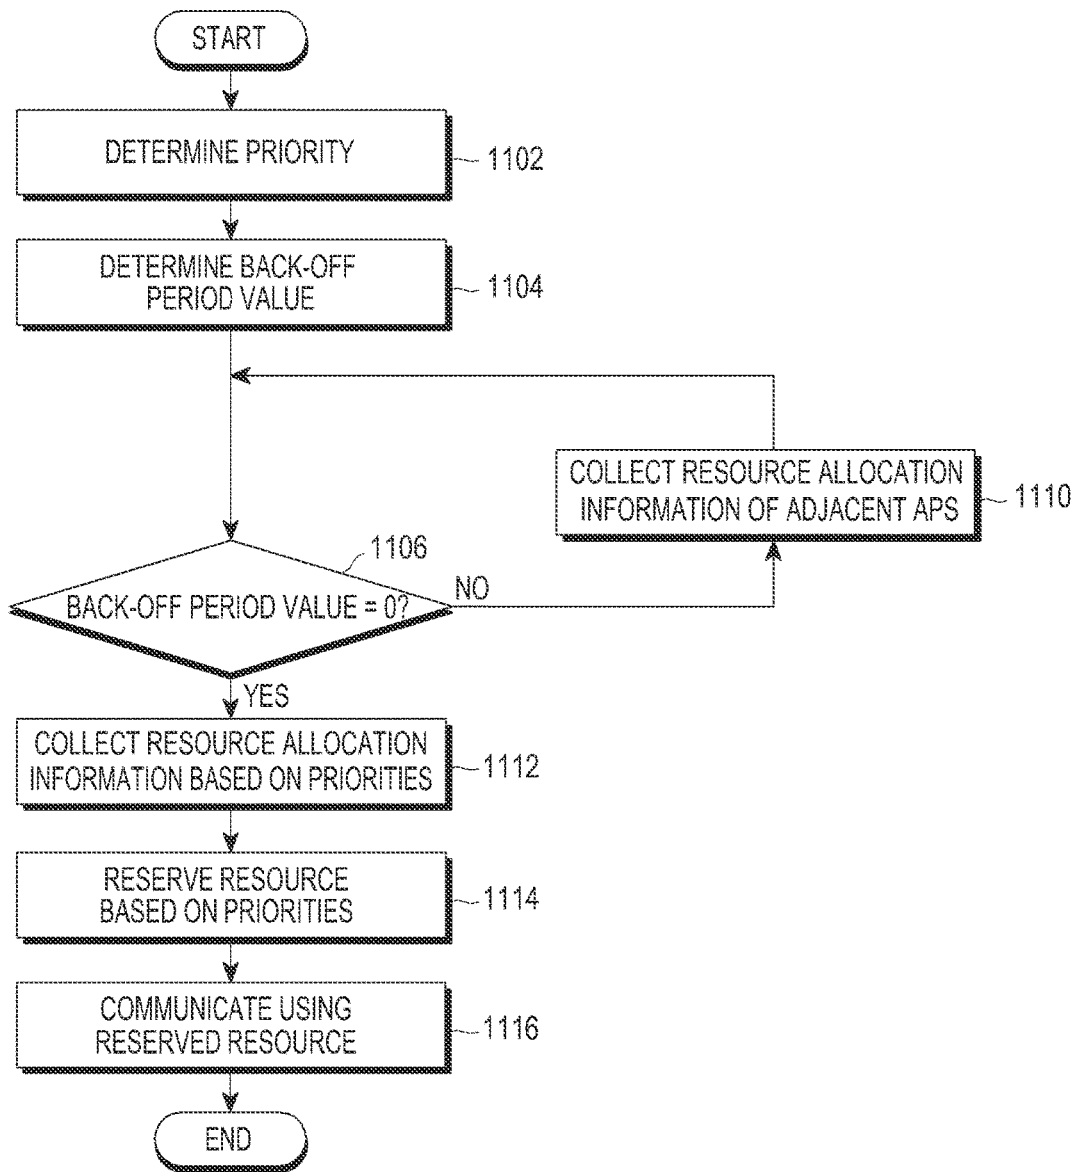 START
DETERMINE PRIORITY
1102
DETERMINE BACK-OFF
PERIOD VALUE
1104
COLLECT RESOURCE ALLOCATION
INFORMATION OF ADJACENT APS
1110
1106
BACK-OFF PERIOD VALUE = 0?
NO
YES
COLLECT RESOURCE ALLOCATION
INFORMATION BASED ON PRIORITIES
1112
RESERVE RESOURCE
BASED ON PRIORITIES
1114
COMMUNICATE USING
RESERVED RESOURCE
1116
END